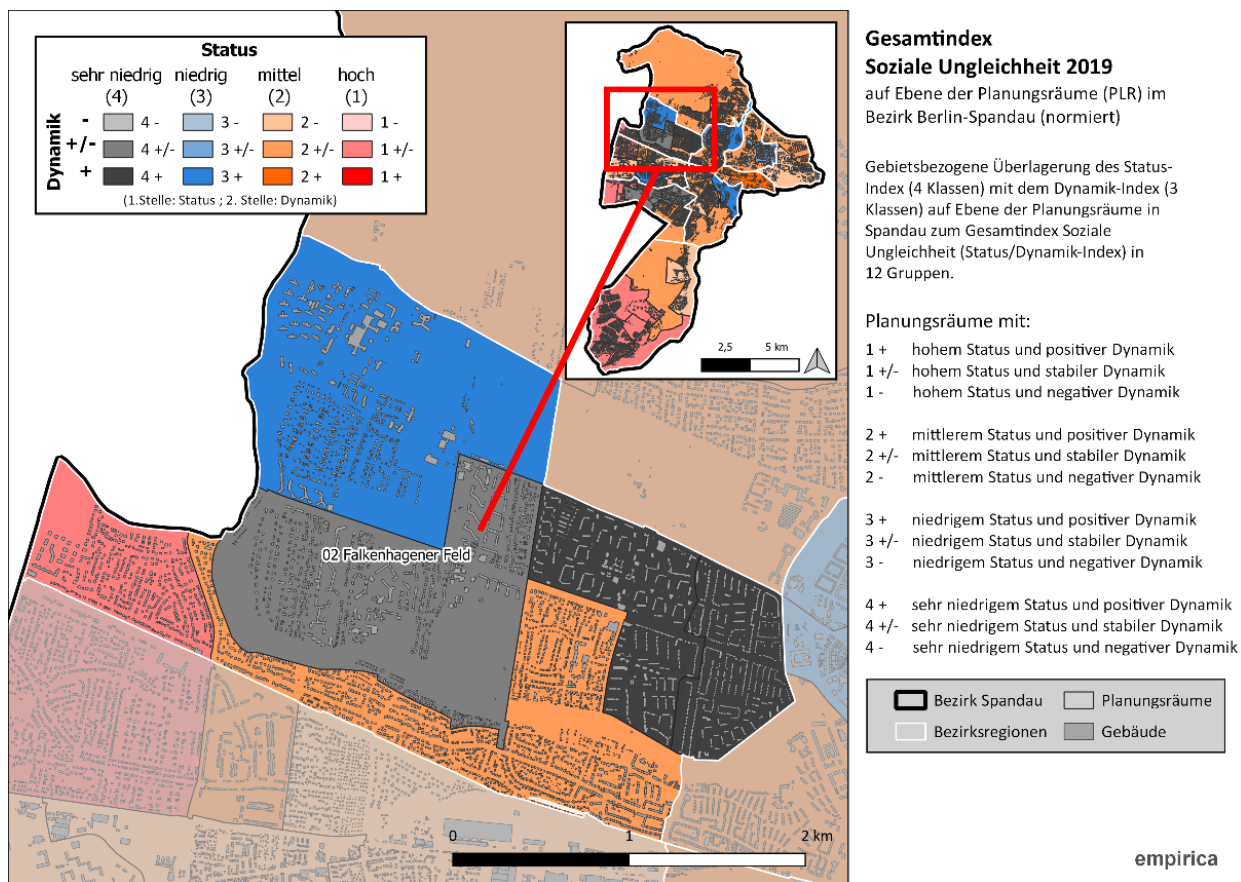 Status
sehr niedrig niedrig mittel hoch
(4) (3) (2) (1)
Dynamik
- 4 - 3 - 2 - 1 -
+/- 4 +/- 3 +/- 2 +/- 1 +/-
+ 4 + 3 + 2 + 1 +
(1.Stelle: Status ; 2. Stelle: Dynamik)
2,5 5 km
02 Falkenhagener Feld
0 1 2 km
Gesamtindex
Soziale Ungleichheit 2019
auf Ebene der Planungsräume (PLR) im
Bezirk Berlin-Spandau (normiert)
Gebietsbezogene Überlagerung des Status-
Index (4 Klassen) mit dem Dynamik-Index (3
Klassen) auf Ebene der Planungsräume in
Spandau zum Gesamtindex Soziale
Ungleichheit (Status/Dynamik-Index) in
12 Gruppen.
Planungsräume mit:
1 + hohem Status und positiver Dynamik
1 +/- hohem Status und stabiler Dynamik
1 - hohem Status und negativer Dynamik
2 + mittlerem Status und positiver Dynamik
2 +/- mittlerem Status und stabiler Dynamik
2 - mittlerem Status und negativer Dynamik
3 + niedrigem Status und positiver Dynamik
3 +/- niedrigem Status und stabiler Dynamik
3 - niedrigem Status und negativer Dynamik
4 + sehr niedrigem Status und positiver Dynamik
4 +/- sehr niedrigem Status und stabiler Dynamik
4 - sehr niedrigem Status und negativer Dynamik
Bezirk Spandau Planungsräume
Bezirksregionen Gebäude
empirica